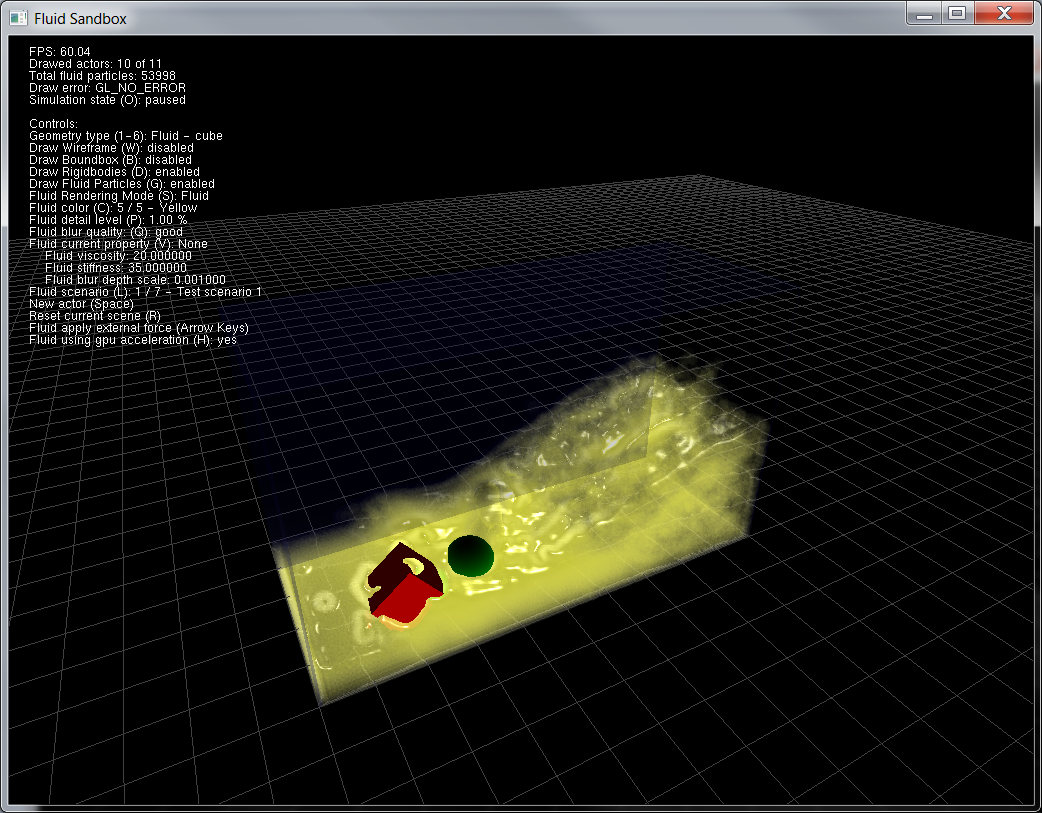 Fluid Sandbox
FPS: 60.04
Drawed actors: 10 of 11
Total fluid particles: 53998
Draw error: GL_NO_ERROR
Simulation state (O): paused
Controls:
Geometry type (1-6): Fluid - cube
Draw Wireframe (W): disabled
Draw Boundbox (B): disabled
Draw Rigidbodies (D): enabled
Draw Fluid Particles (G): enabled
Fluid Rendering Mode (S): Fluid
Fluid color (C): 5 / 5 - Yellow
Fluid detail level (P): 1.00 %
Fluid blur quality: (Q): good
Fluid current property (V): None
Fluid viscosity: 20.000000
Fluid stiffness: 35.000000
Fluid blur depth scale: 0.001000
Fluid scenario (L): 1 / 7 - Test scenario 1
New actor (Space)
Reset current scene (R)
Fluid apply external force (Arrow Keys)
Fluid using gpu acceleration (H): yes